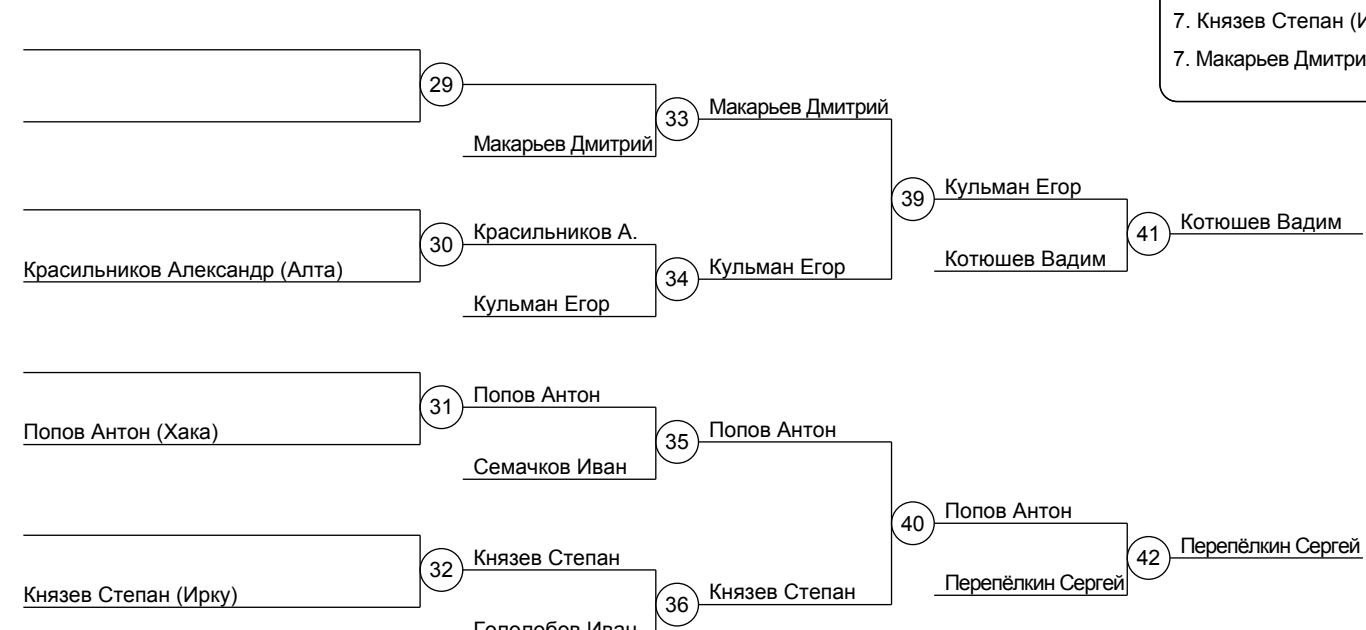 7. Князев Степан
7. Макарьев
29
Макарьев Дмитрий
33
Макарьев Дмитрий
39
Кульман Егор
41
Котюшев Вадим
30
Красильников А.
Красильников Александр (Алта)
34
Кульман Егор
Котюшев Вадим
Кульман Егор
31
Попов Антон
Попов Антон (Хака)
35
Попов Антон
Семачков Иван
40
Попов Антон
42
Перепёлкин Сергей
32
Князев Степан
Князев Степан (Ирку)
36
Князев Степан
Перепёлкин Сергей
Иван